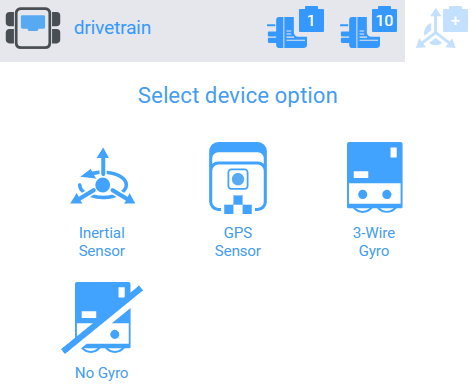 drivetrain
1
10
+
Select device option
Inertial
Sensor
GPS
Sensor
3-Wire
Gyro
No Gyro